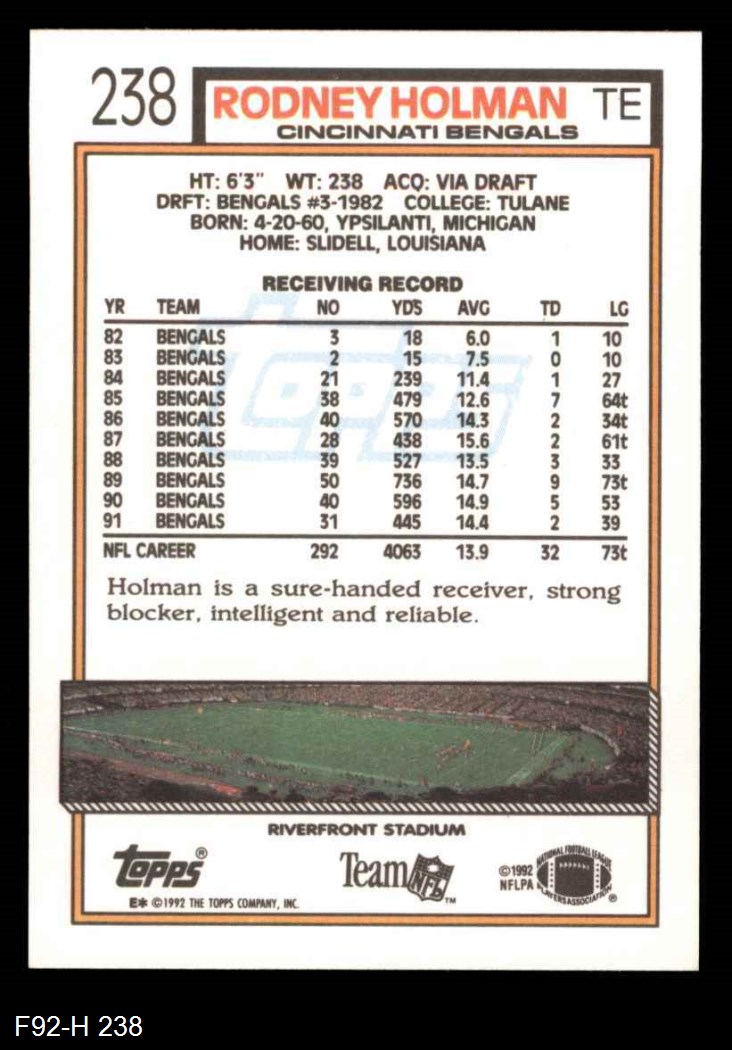 238 RODNEY HOLMAN TE
CINCINNATI BENGALS
HT: 6'3" WT: 238 ACQ: VIA DRAFT
DRFT: BENGALS #3-1982 COLLEGE: TULANE
BORN: 4-20-60, YPSILANTI, MICHIGAN
HOME: SLIDELL, LOUISIANA
RECEIVING RECORD
YR TEAM NO YDS AVG TD LG
82 BENGALS 3 18 6.0 1 10
83 BENGALS 2 15 7.5 0 10
84 BENGALS 21 239 11.4 1 27
85 BENGALS 38 479 12.6 7 64t
86 BENGALS 40 570 14.3 2 34t
87 BENGALS 28 438 15.6 2 61t
88 BENGALS 39 527 13.5 3 33
89 BENGALS 50 736 14.7 9 73t
90 BENGALS 40 596 14.9 5 53
91 BENGALS 31 445 14.4 2 39
NFL CAREER 292 4063 13.9 32 73t
topps
Holman is a sure-handed receiver, strong
blocker, intelligent and reliable.
RIVERFRONT STADIUM
topps®
E* ©1992 THE TOPPS COMPANY, INC.
Team NFL™
©1992
NFLPA
NATIONAL FOOTBALL LEAGUE
PLAYERS ASSOCIATION®
F92-H 238